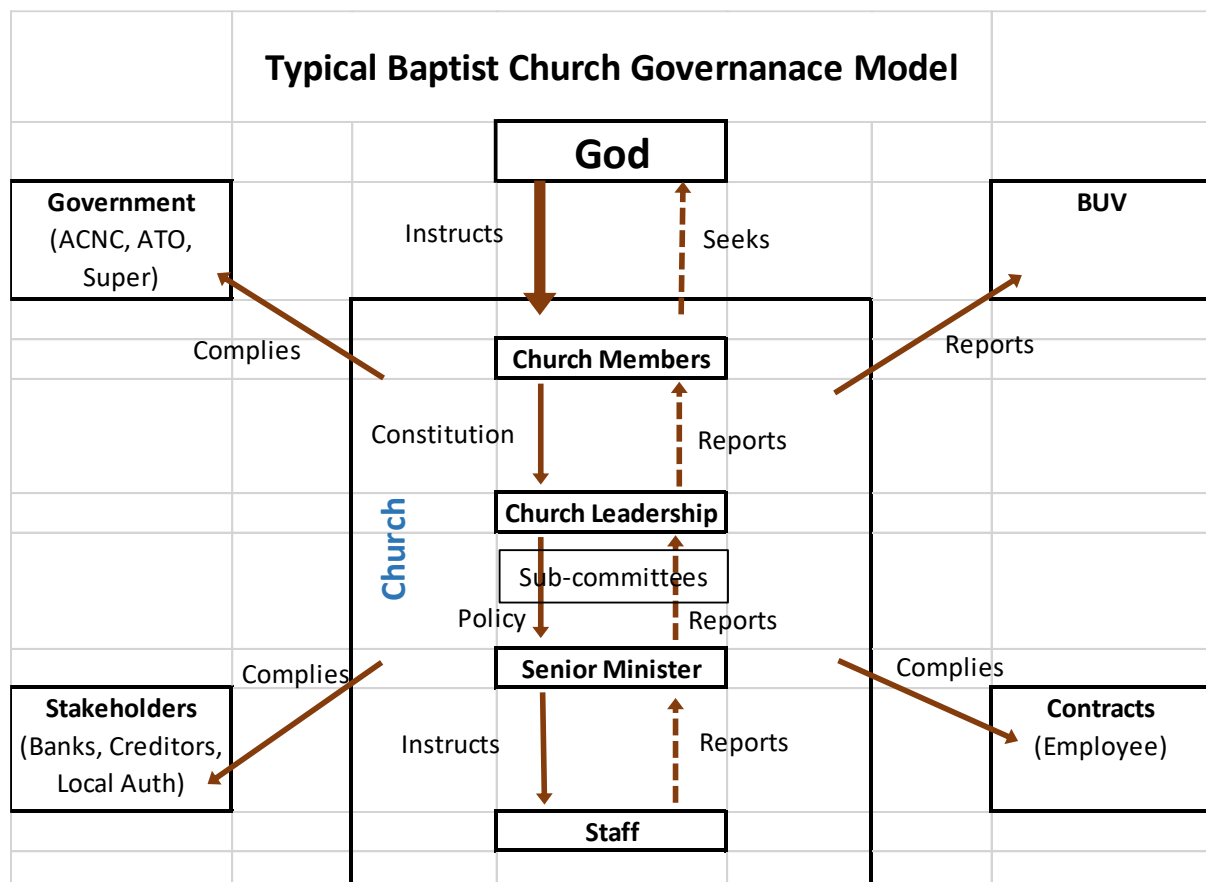 Typical Baptist Church Governanace Model
God
Government
(ACNC, ATO,
Super)
BUV
Instructs
Seeks
Complies
Church Members
Reports
Constitution
Reports
Church
Church Leadership
Sub-committees
Policy
Reports
Complies
Senior Minister
Complies
Stakeholders
(Banks, Creditors,
Local Auth)
Instructs
Reports
Contracts
(Employee)
Staff